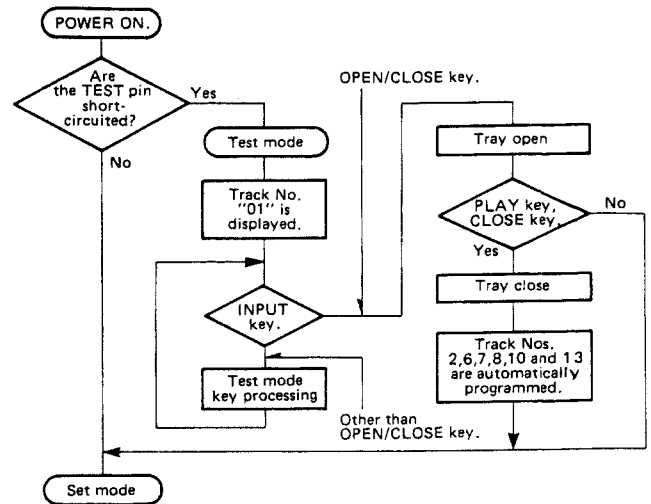 POWER ON.
Are
the TEST pin
short-
circuited?
Yes
No
Test mode
Track No.
"01" is
displayed.
INPUT
key.
Test mode
key processing
OPEN/CLOSE key.
Other than
OPEN/CLOSE key.
Tray open
PLAY key,
CLOSE key.
No
Yes
Tray close
Track Nos.
2,6,7,8,10 and 13
are automatically
programmed.
Set mode